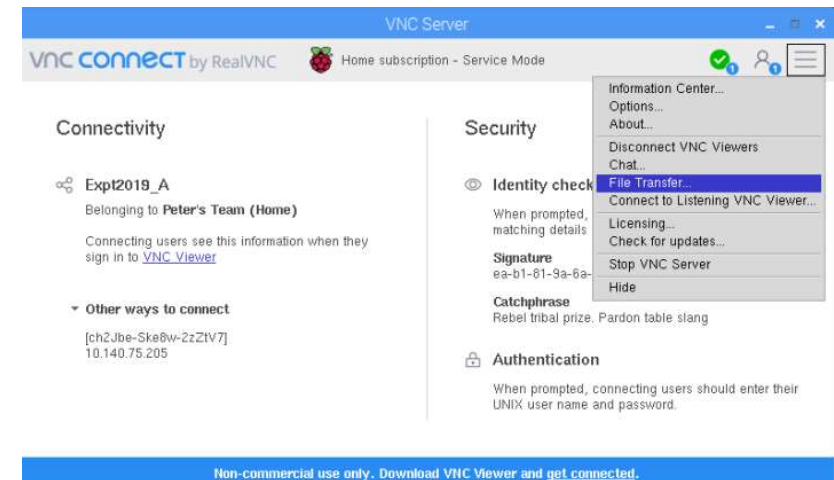 VNC Server
VNC CONNECT by RealVNC
Home subscription - Service Mode
1
1
Information Center...
Options...
About...
Disconnect VNC Viewers
Chat...
File Transfer...
Connect to Listening VNC Viewer...
Licensing...
Check for updates...
Stop VNC Server
Hide
Connectivity
Expt2019_A
Belonging to Peter's Team (Home)
Connecting users see this information when they
sign in to VNC Viewer
Other ways to connect
[ch2Jbe-Ske8w-2zZtV7]
10.140.75.205
Security
Identity check
When prompted,
matching details
Signature
ea-b1-81-9a-6a-
Catchphrase
Rebel tribal prize. Pardon table slang
Authentication
When prompted, connecting users should enter their
UNIX user name and password.
Non-commercial use only. Download VNC Viewer and get connected.